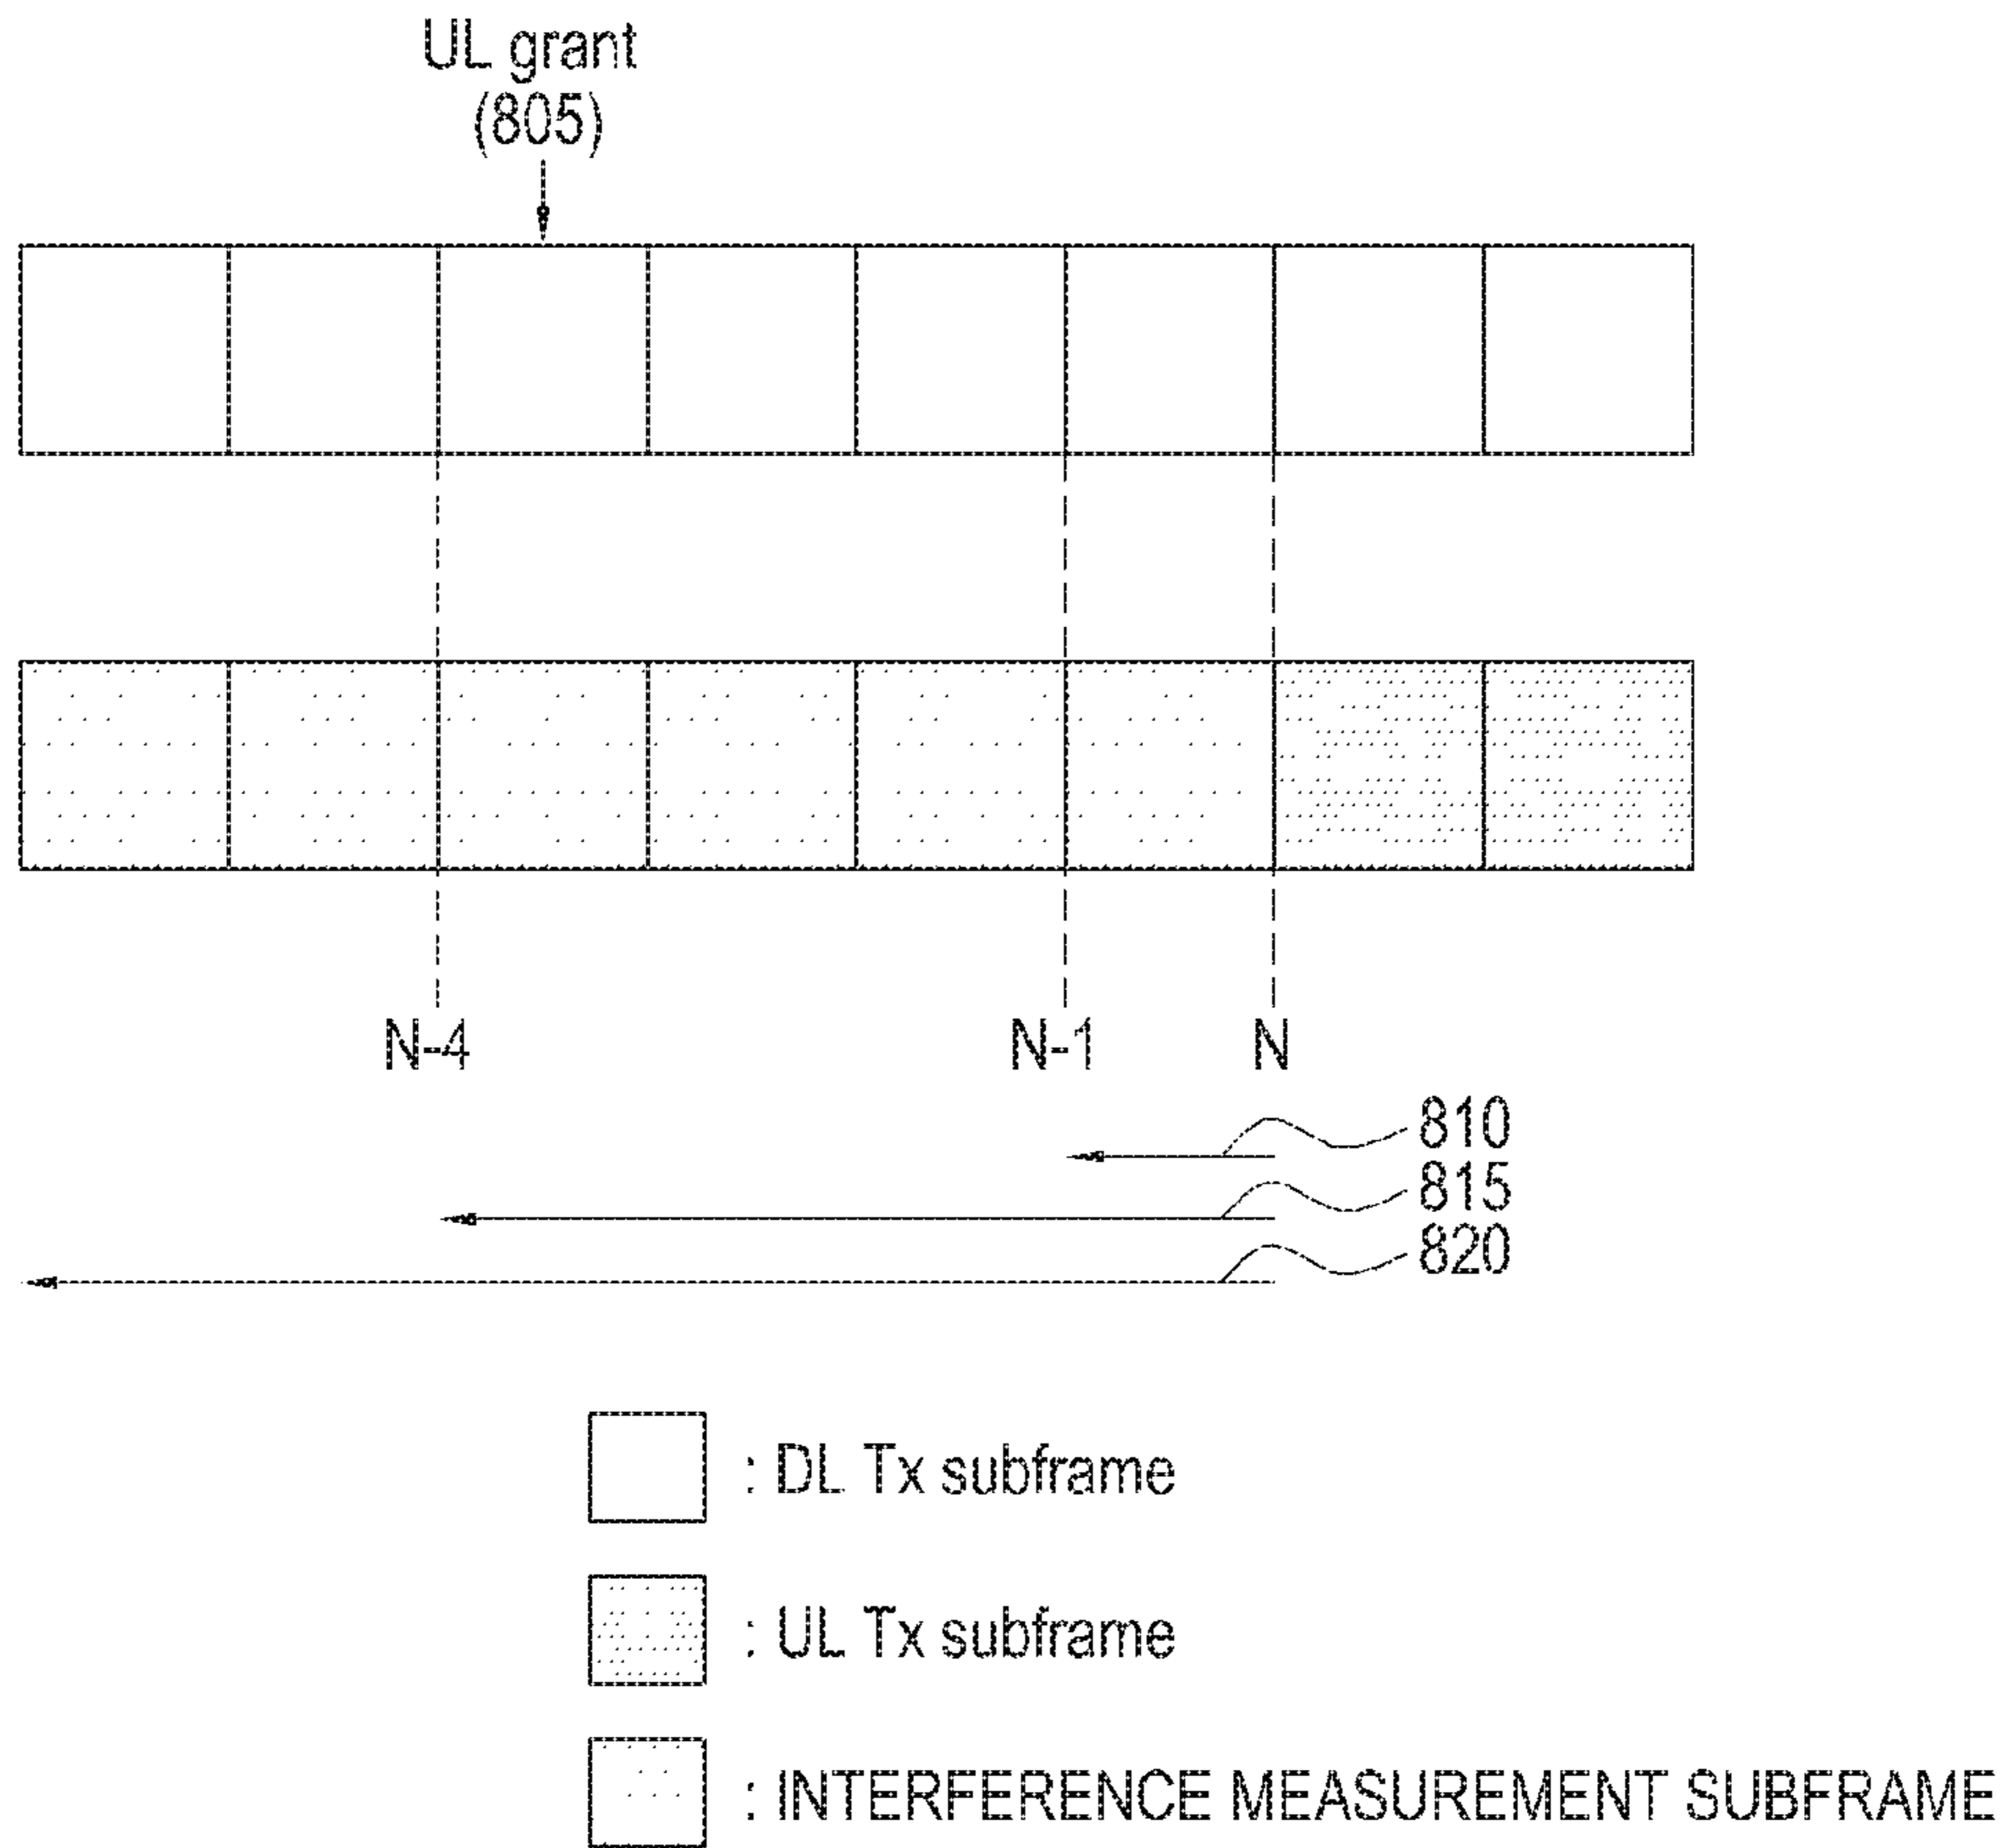 UL grant
(805)
N-4 N-1 N
810
815
820
: DL Tx subframe
: UL Tx subframe
: INTERFERENCE MEASUREMENT SUBFRAME